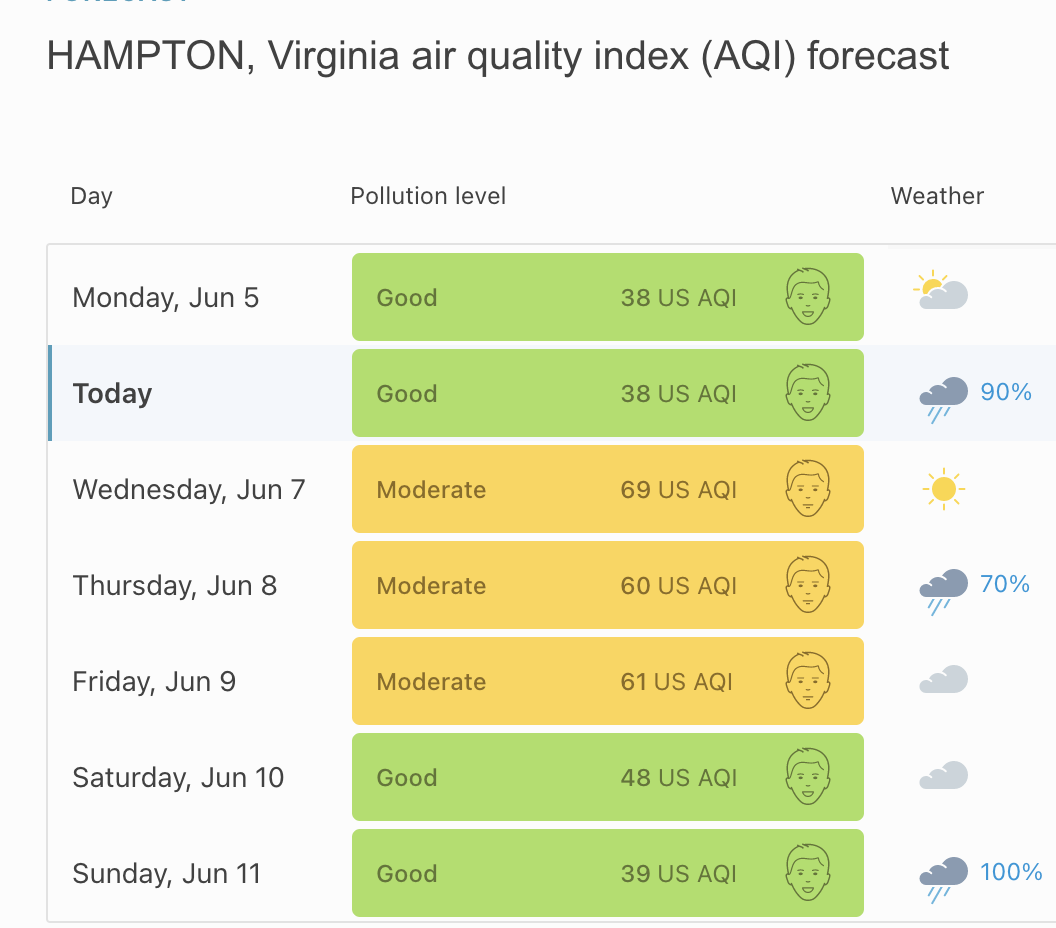 HAMPTON, Virginia air quality index (AQI) forecast
Day Pollution level Weather
Monday, Jun 5 Good 38 US AQI
Today Good 38 US AQI 90%
Wednesday, Jun 7 Moderate 69 US AQI
Thursday, Jun 8 Moderate 60 US AQI 70%
Friday, Jun 9 Moderate 61 US AQI
Saturday, Jun 10 Good 48 US AQI
Sunday, Jun 11 Good 39 US AQI 100%